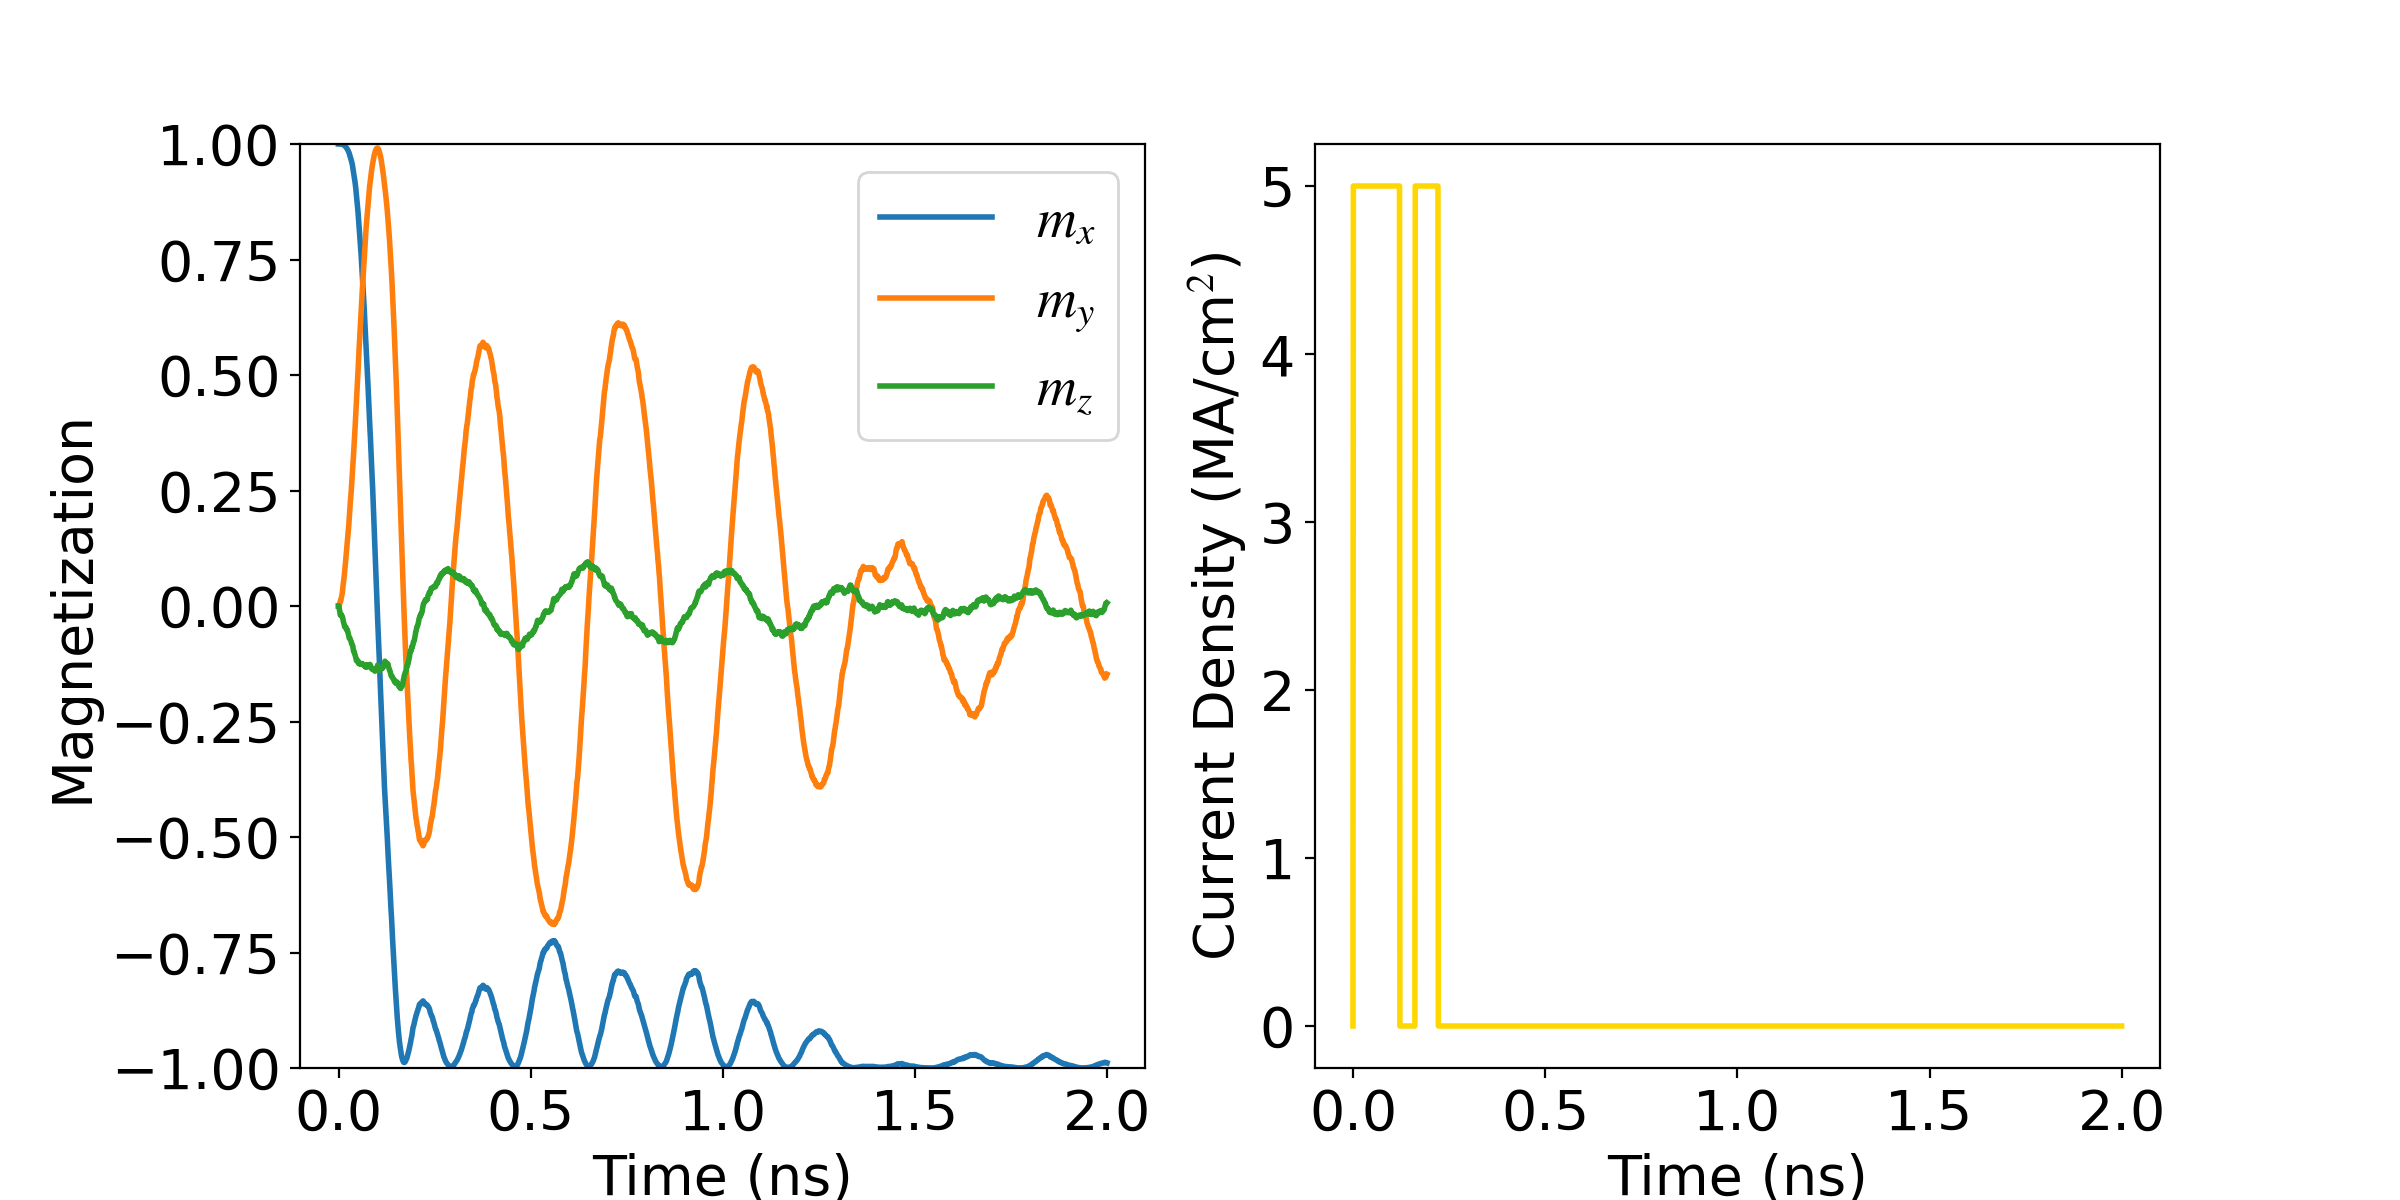 Magnetization
1.00
0.75
0.50
0.25
0.00
−0.25
−0.50
−0.75
−1.00
0.0 0.5 1.0 1.5 2.0
Time (ns)
m_x
m_y
m_z
Current Density (MA/cm²)
5
4
3
2
1
0
0.0 0.5 1.0 1.5 2.0
Time (ns)